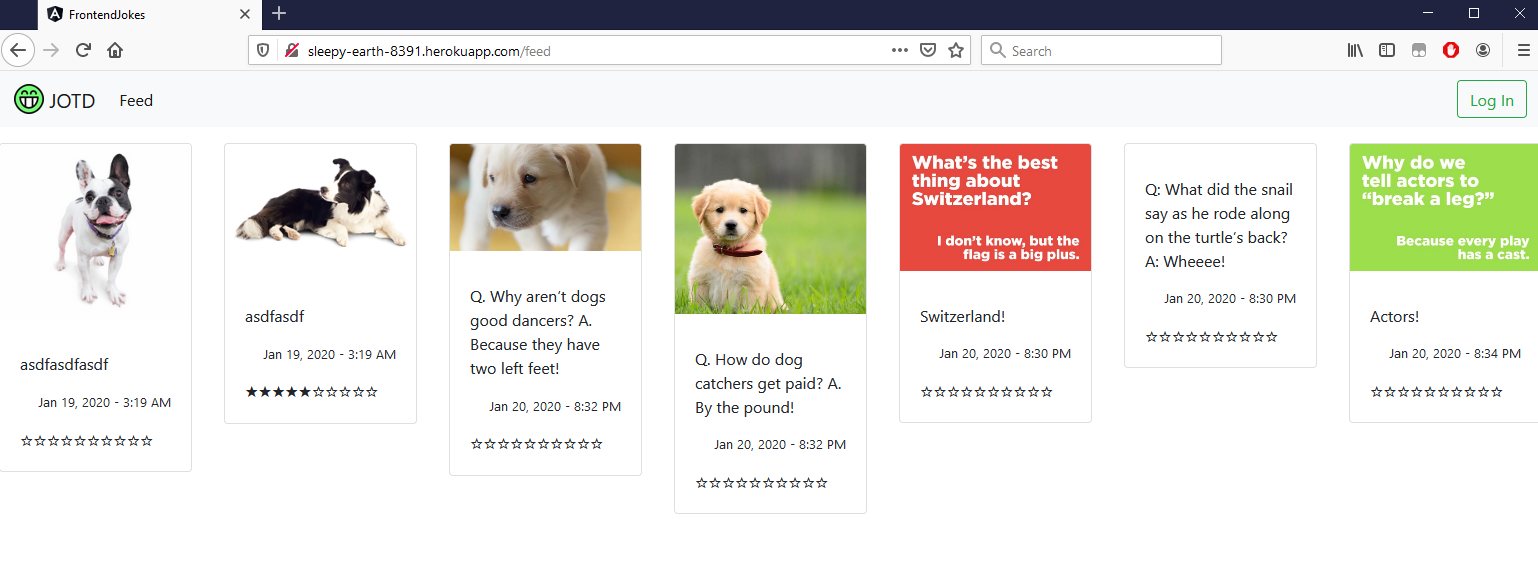 FrontendJokes
sleepy-earth-8391.herokuapp.com/feed
Search
JOTD
Feed
Log In
asdfasdfasdf
Jan 19, 2020 - 3:19 AM
☆☆☆☆☆☆☆☆☆☆
asdfasdf
Jan 19, 2020 - 3:19 AM
★★★★★☆☆☆☆☆
Q. Why aren't dogs
good dancers? A.
Because they have
two left feet!
Jan 20, 2020 - 8:32 PM
☆☆☆☆☆☆☆☆☆☆
Q. How do dog
catchers get paid? A.
By the pound!
Jan 20, 2020 - 8:32 PM
☆☆☆☆☆☆☆☆☆☆
What's the best
thing about
Switzerland?
I don't know, but the
flag is a big plus.
Switzerland!
Jan 20, 2020 - 8:30 PM
☆☆☆☆☆☆☆☆☆☆
Q: What did the snail
say as he rode along
on the turtle's back?
A: Wheeee!
Jan 20, 2020 - 8:30 PM
☆☆☆☆☆☆☆☆☆☆
Why do we
tell actors to
“break a leg?”
Because every play
has a cast.
Actors!
Jan 20, 2020 - 8:34 PM
☆☆☆☆☆☆☆☆☆☆